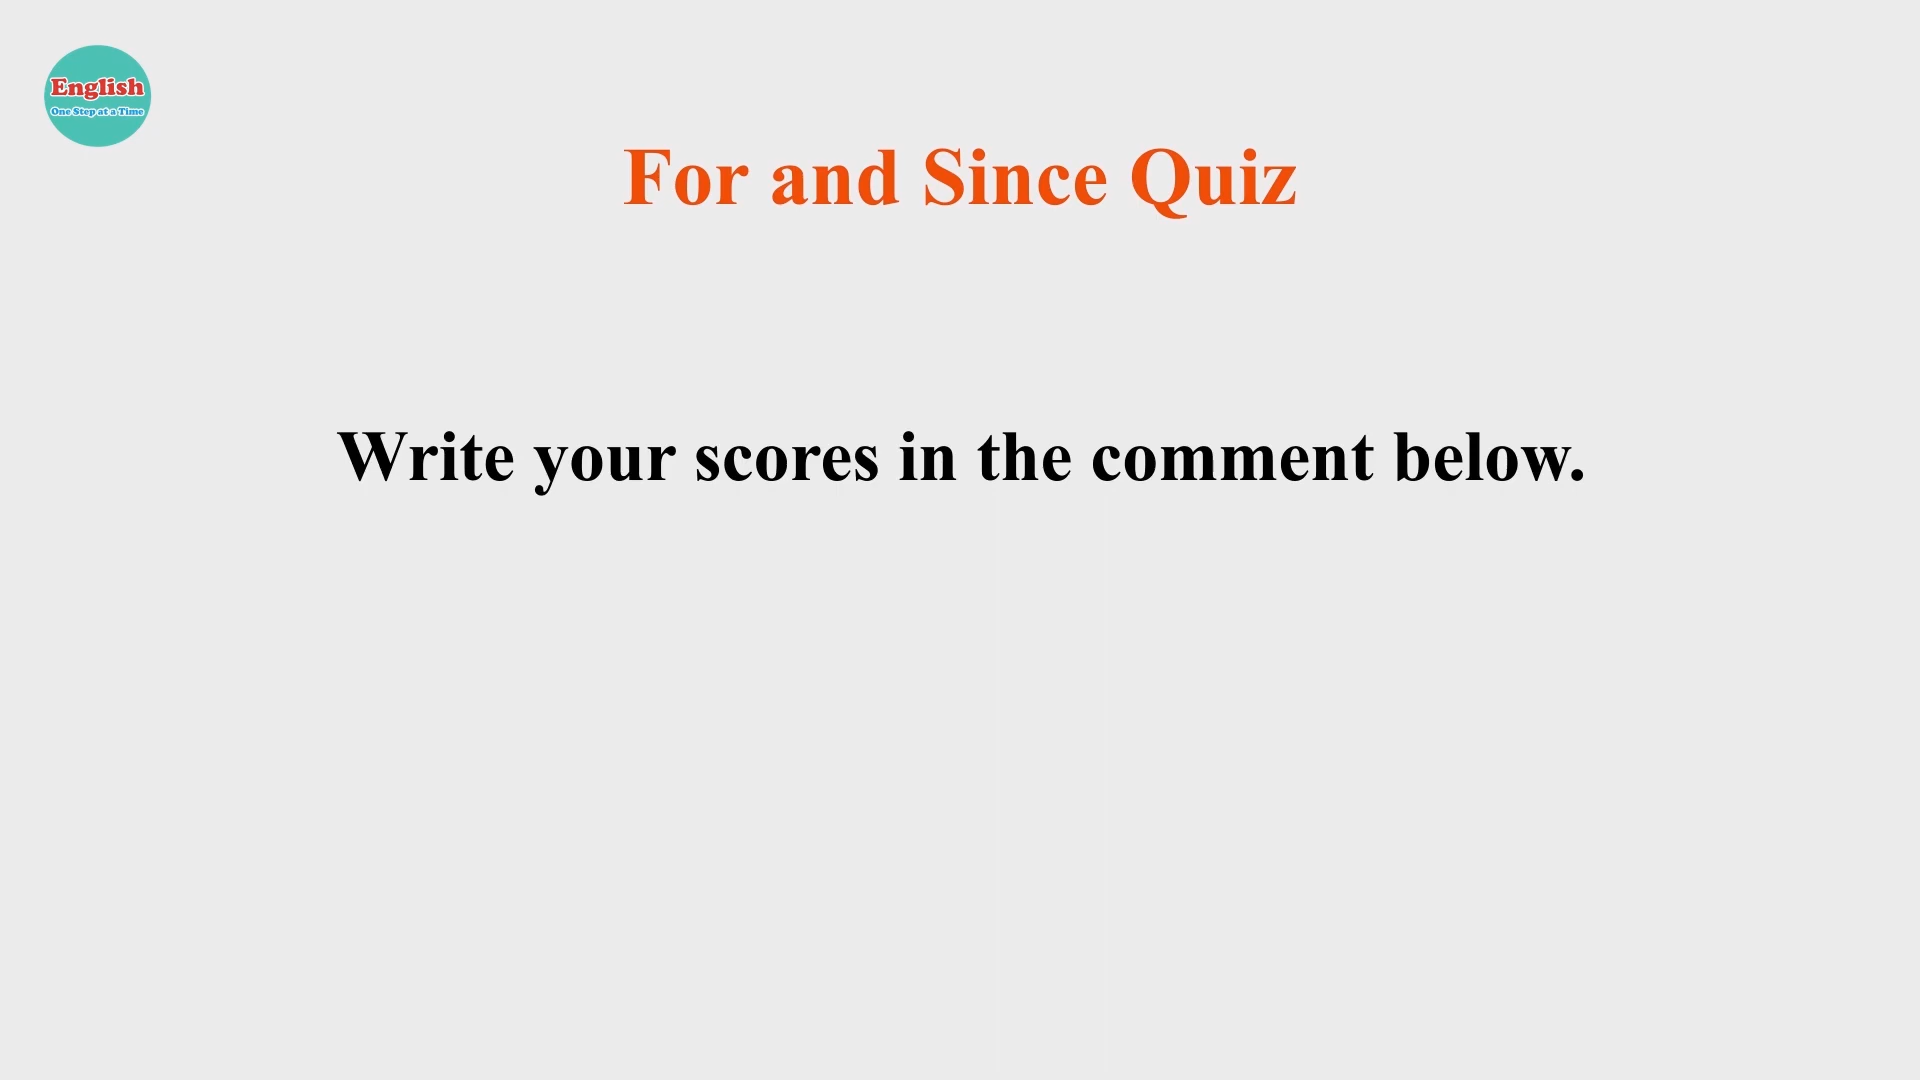 English
One Step at a Time
For and Since Quiz
Write your scores in the comment below.